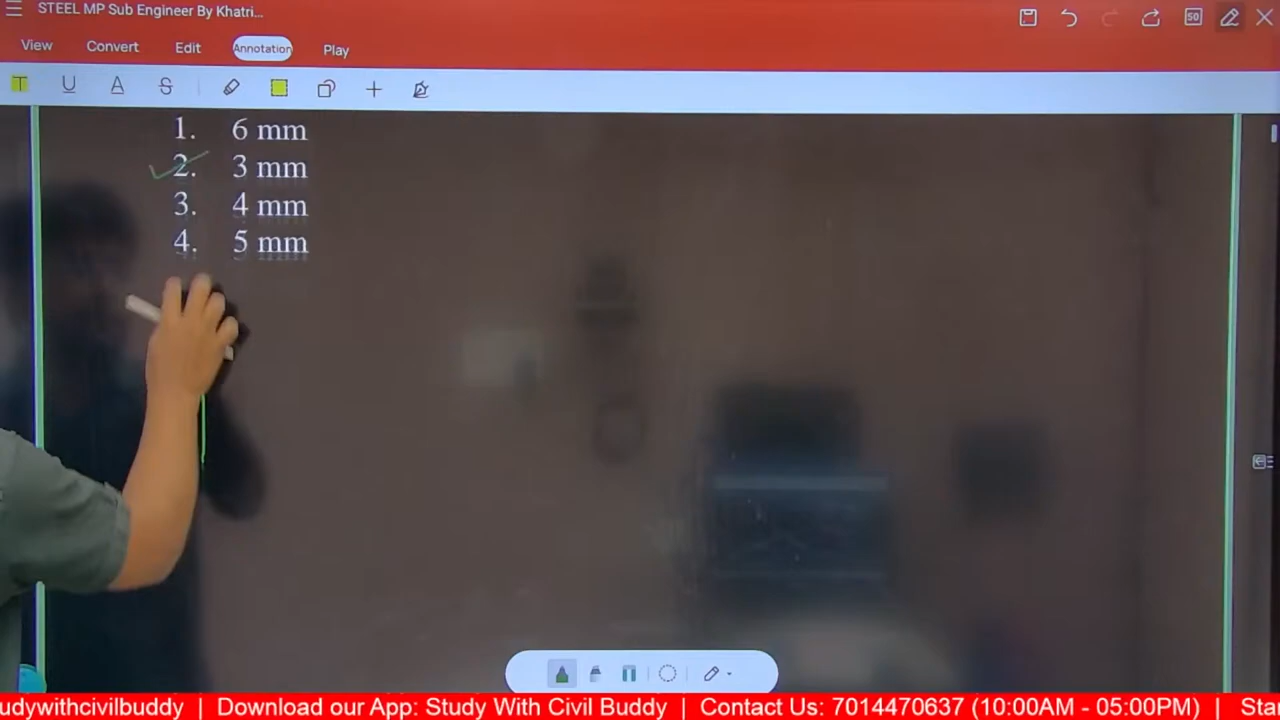 STEEL MP Sub Engineer By Khatri...
50
View Convert Edit Annotation Play
T U A S
1. 6 mm
2. 3 mm
3. 4 mm
4. 5 mm
udywithcivilbuddy | Download our App: Study With Civil Buddy | Contact Us: 7014470637 (10:00AM - 05:00PM) | Sta